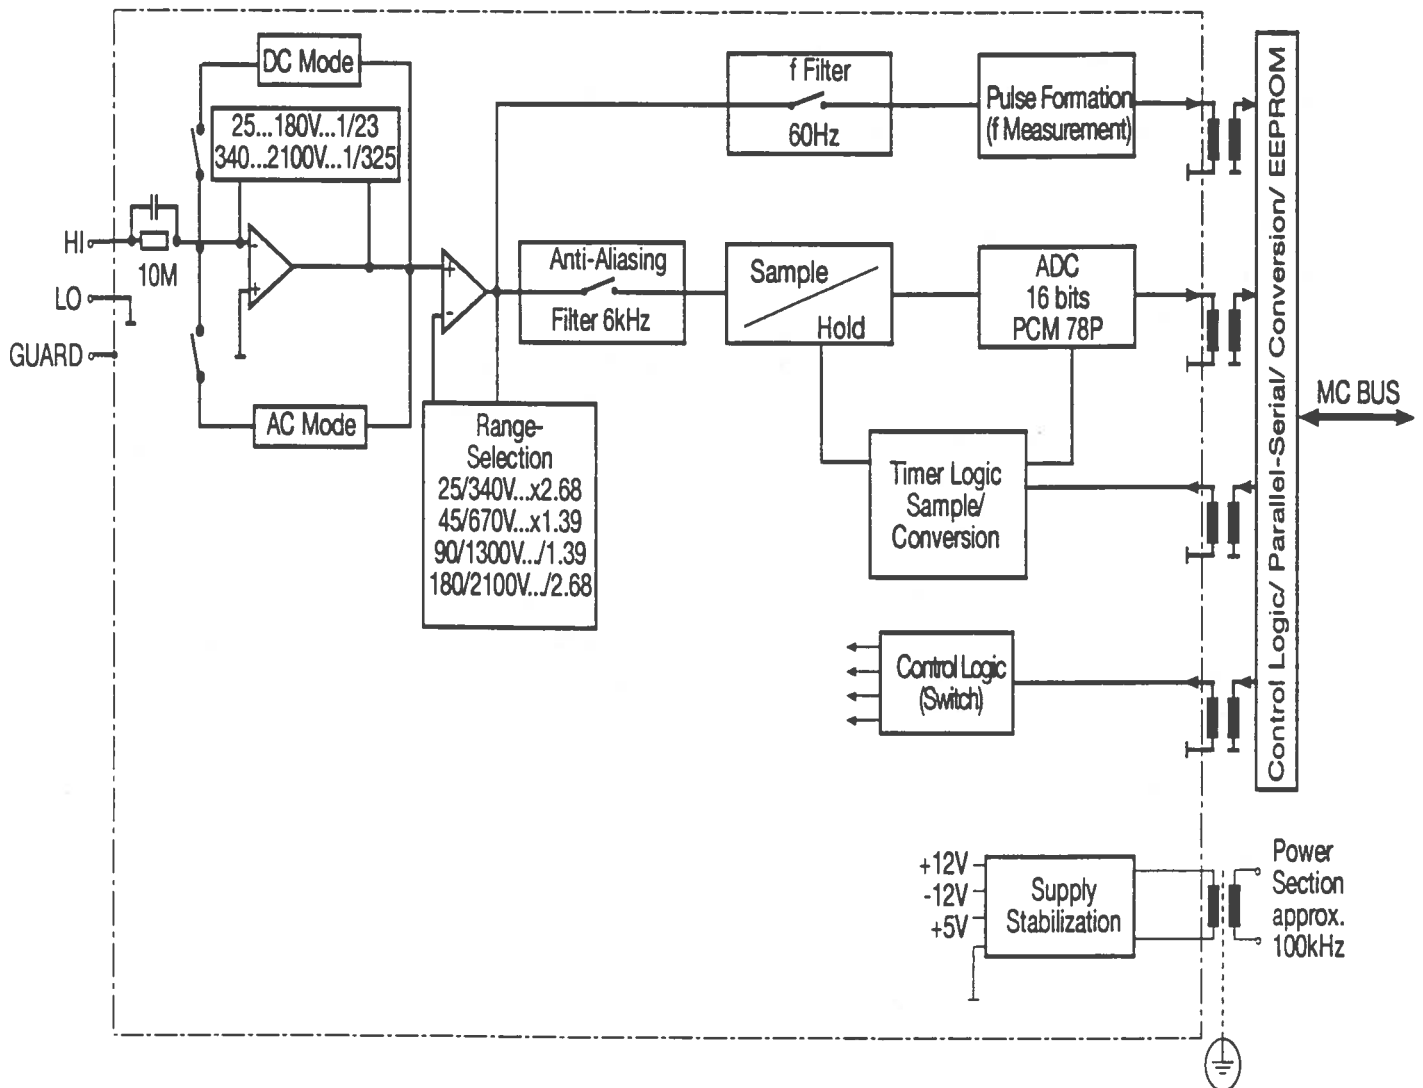 DC Mode
25...180V...1/23
340...2100V...1/325
HI
10M
LO
GUARD
AC Mode
+
-
+
-
Range-
Selection
25/340V...x2.68
45/670V...x1.39
90/1300V.../1.39
180/2100V.../2.68
f Filter
60Hz
Pulse Formation
(f Measurement)
Anti-Aliasing
Filter 6kHz
Sample
Hold
ADC
16 bits
PCM 78P
Timer Logic
Sample/
Conversion
Control Logic
(Switch)
Control Logic/ Parallel-Serial/ Conversion/ EEPROM
MC BUS
+12V
-12V
+5V
Supply
Stabilization
Power
Section
approx.
100kHz